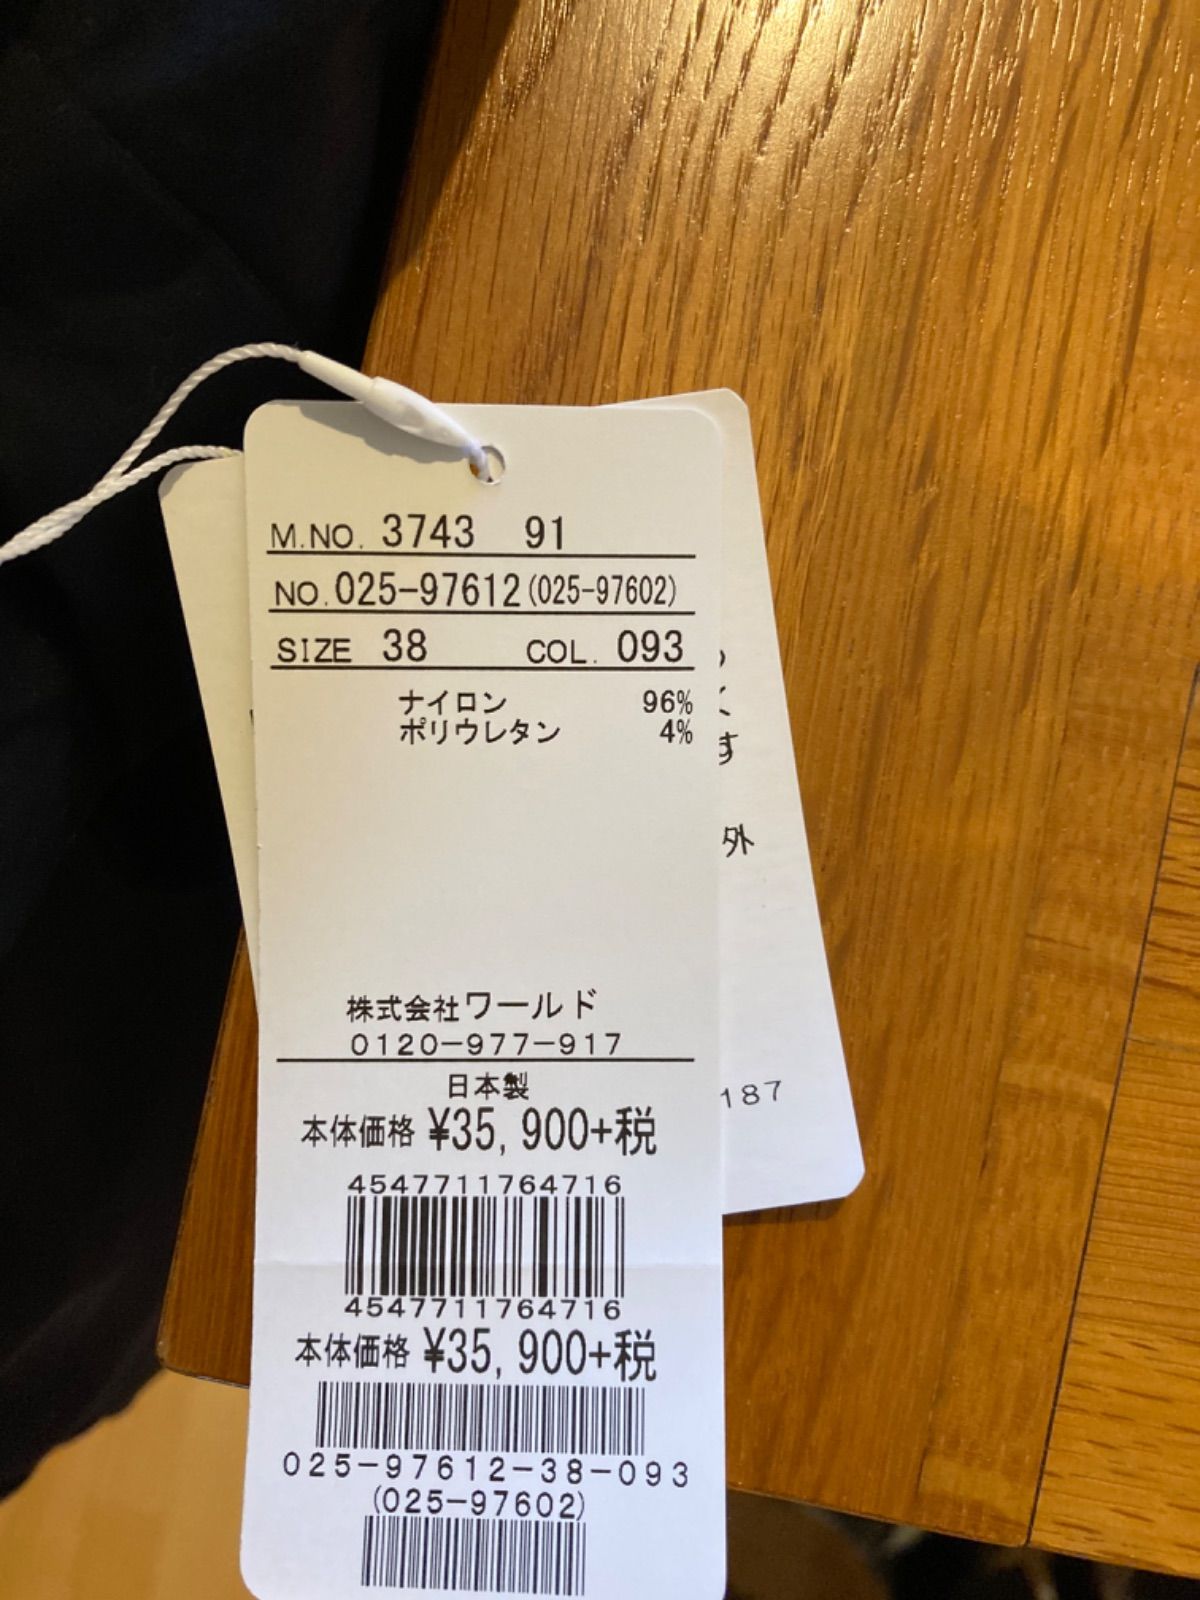 M.NO. 3743 91
NO.025-97612(025-97602)
SIZE 38 COL. 093
ナイロン 96%
ポリウレタン 4%
株式会社ワールド
0120-977-917
日本製
本体価格 ¥35,900+税
4547711764716
4547711764716
本体価格 ¥35,900+税
025-97612-38-093
(025-97602)
く
す
外
187